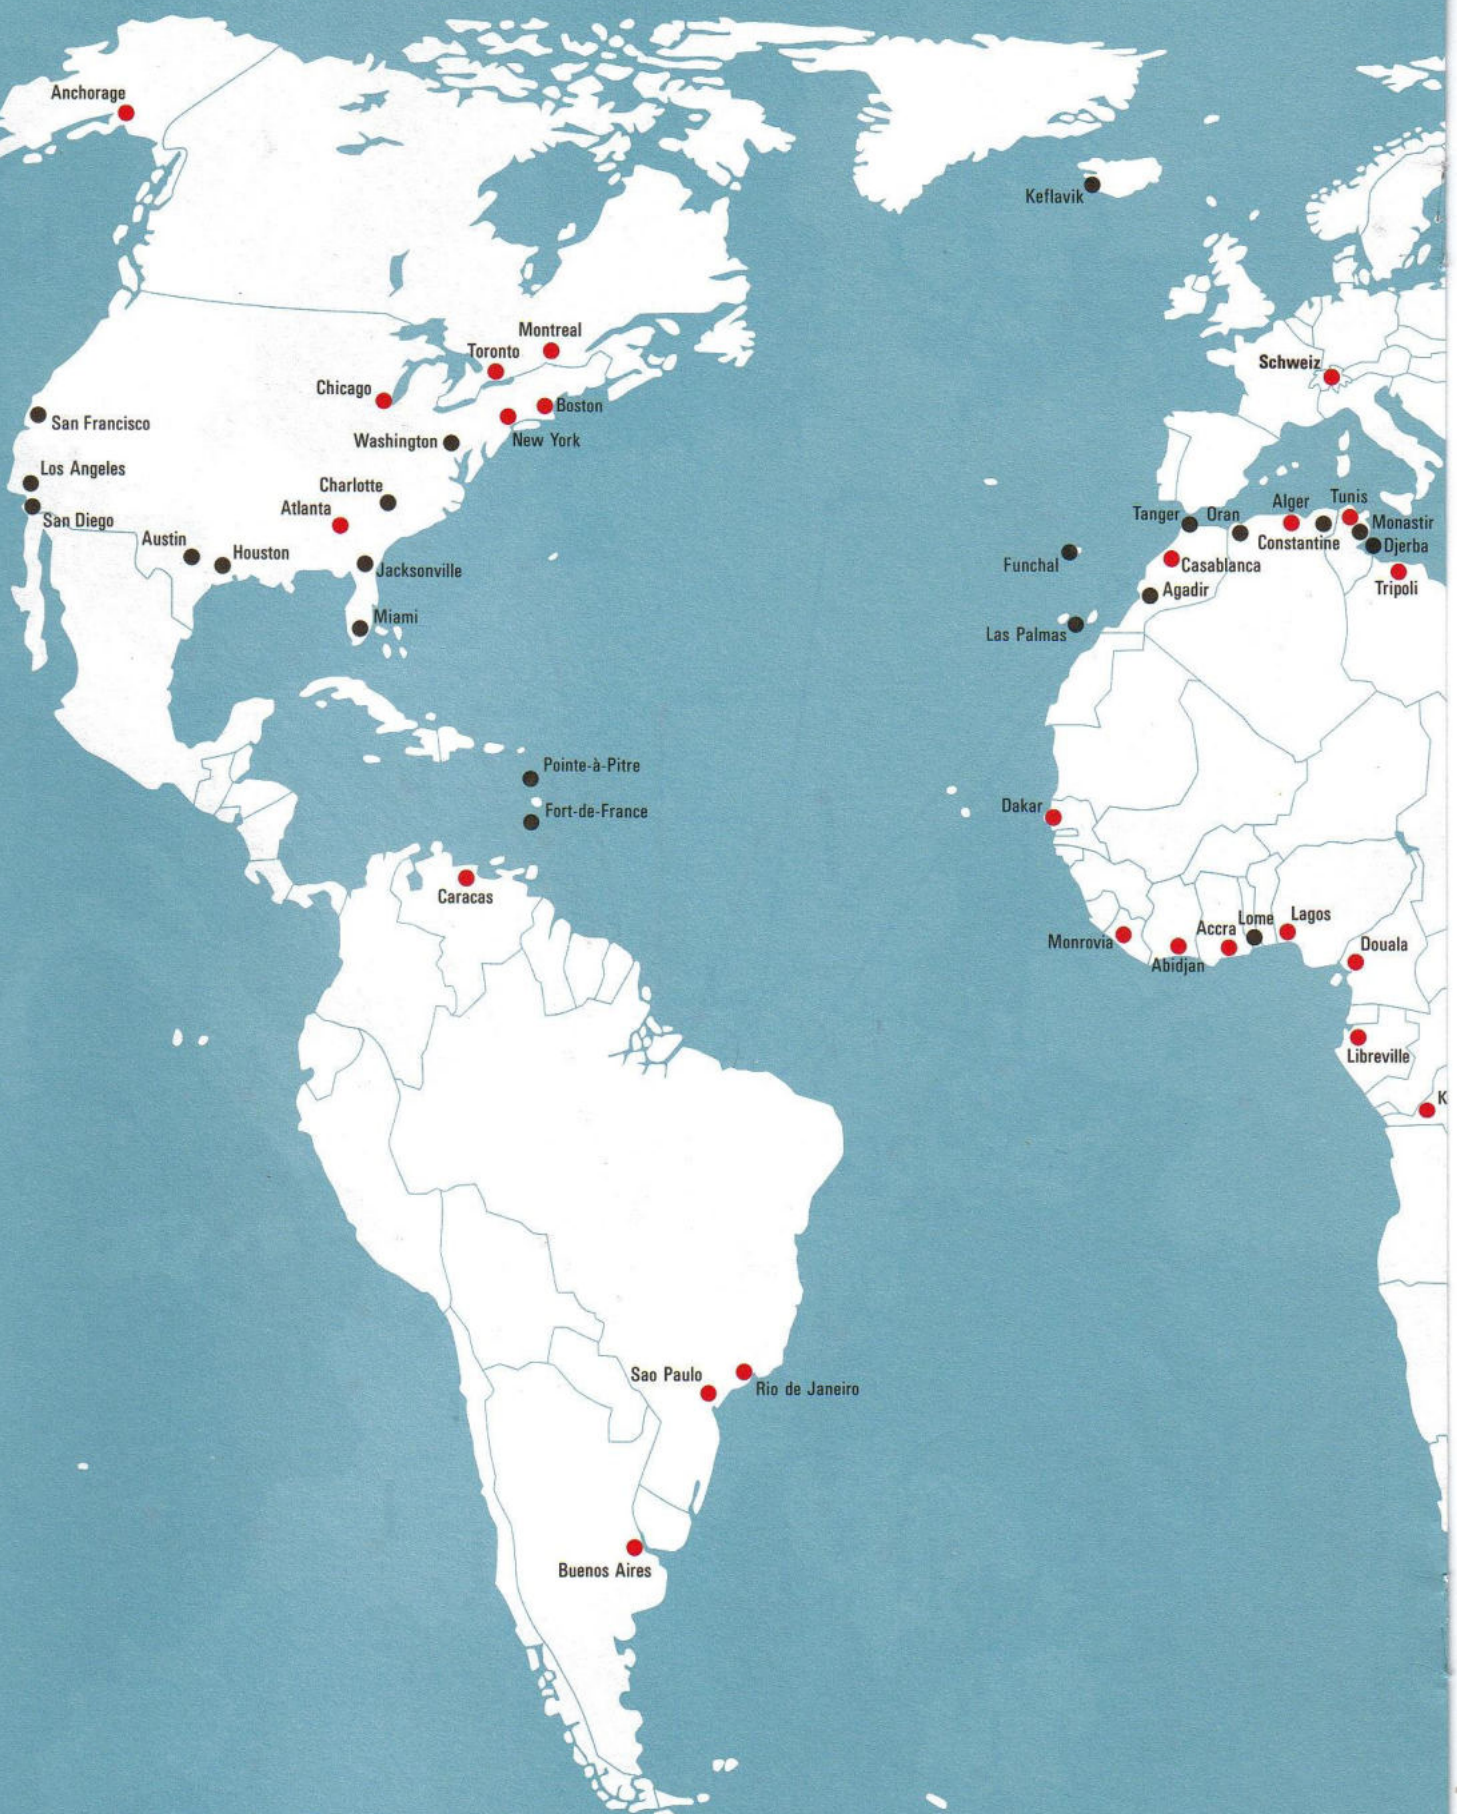 Anchorage
Keflavik
Montreal
Toronto
Schweiz
Chicago
Boston
San Francisco
Washington
New York
Los Angeles
Charlotte
Atlanta
San Diego
Tanger
Oran
Alger
Tunis
Monastir
Constantine
Djerba
Austin
Houston
Jacksonville
Funchal
Casablanca
Tripoli
Agadir
Miami
Las Palmas
Pointe-à-Pitre
Fort-de-France
Dakar
Caracas
Monrovia
Abidjan
Accra
Lome
Lagos
Douala
Libreville
K
Sao Paulo
Rio de Janeiro
Buenos Aires